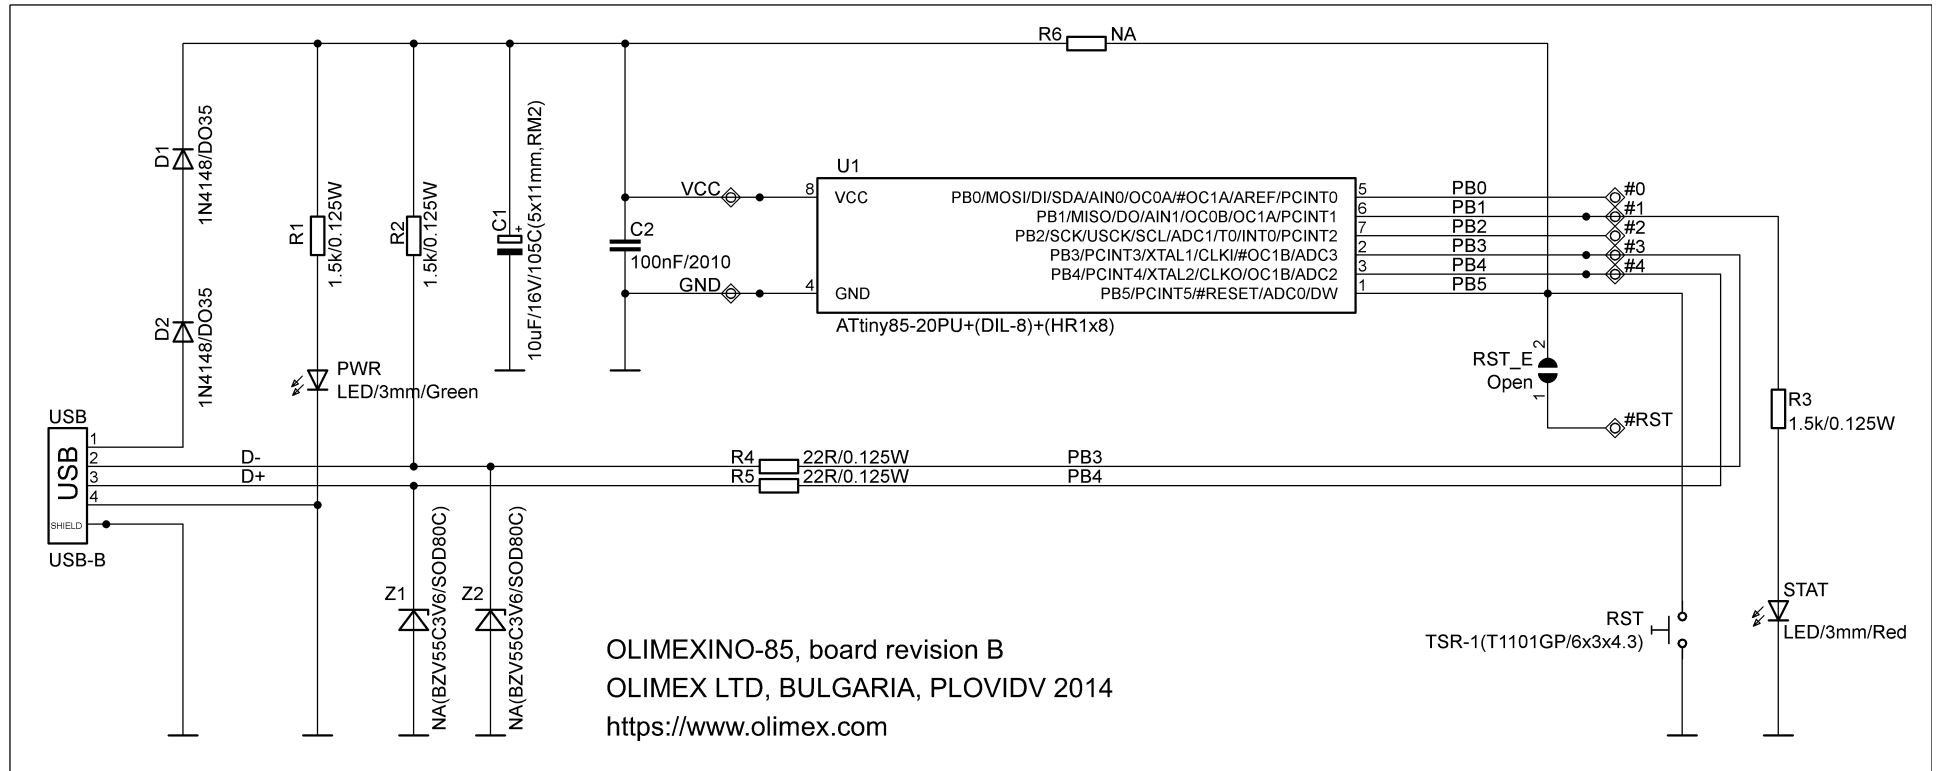 R6 NA
D1
1N4148/DO35
D2
1N4148/DO35
R1
1.5k/0.125W
R2
1.5k/0.125W
C1
+
10uF/16V/105C(5x11mm,RM2)
C2
100nF/2010
VCC
GND
U1
8 VCC
4 GND
PB0/MOSI/DI/SDA/AIN0/OC0A/#OC1A/AREF/PCINT0 5 PB0 #0
PB1/MISO/DO/AIN1/OC0B/OC1A/PCINT1 6 PB1 #1
PB2/SCK/USCK/SCL/ADC1/T0/INT0/PCINT2 7 PB2 #2
PB3/PCINT3/XTAL1/CLKI/#OC1B/ADC3 2 PB3 #3
PB4/PCINT4/XTAL2/CLKO/OC1B/ADC2 3 PB4 #4
PB5/PCINT5/#RESET/ADC0/DW 1 PB5
ATtiny85-20PU+(DIL-8)+(HR1x8)
2
RST_E
Open
1
#RST
R3
1.5k/0.125W
PWR
LED/3mm/Green
USB
USB
1
2
3
4
SHIELD
USB-B
D-
D+
R4 22R/0.125W PB3
R5 22R/0.125W PB4
Z1
NA(BZV55C3V6/SOD80C)
Z2
NA(BZV55C3V6/SOD80C)
RST
TSR-1(T1101GP/6x3x4.3)
STAT
LED/3mm/Red
OLIMEXINO-85, board revision B
OLIMEX LTD, BULGARIA, PLOVIDV 2014
https://www.olimex.com